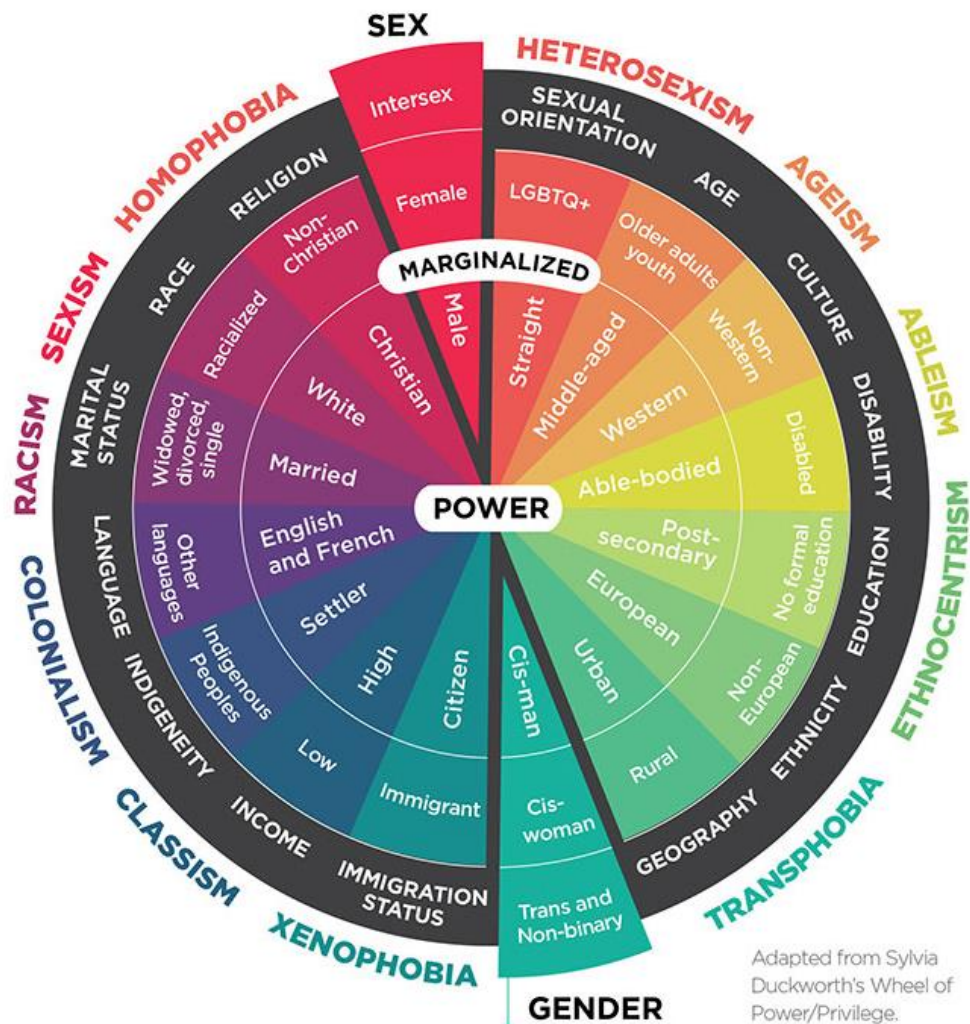 SEX
Intersex
Female
Male
HETEROSEXISM
SEXUAL
ORIENTATION
LGBTQ+
Straight
AGEISM
AGE
Older adults
youth
Middle-aged
CULTURE
Non-
Western
Western
ABLEISM
DISABILITY
Disabled
Able-bodied
EDUCATION
No formal
education
Post-
secondary
ETHNOCENTRISM
ETHNICITY
Non-
European
European
TRANSPHOBIA
GEOGRAPHY
Rural
Urban
GENDER
Trans and
Non-binary
Cis-
woman
Cis-man
XENOPHOBIA
IMMIGRATION
STATUS
Immigrant
Citizen
CLASSISM
INCOME
Low
High
COLONIALISM
INDIGENEITY
Indigenous
Peoples
Settler
LANGUAGE
Other
languages
English
and French
RACISM
MARITAL
STATUS
Widowed,
divorced,
single
Married
SEXISM
RACE
Racialized
White
HOMOPHOBIA
RELIGION
Non-
Christian
Christian
MARGINALIZED
POWER
Adapted from Sylvia
Duckworth's Wheel of
Power/Privilege.